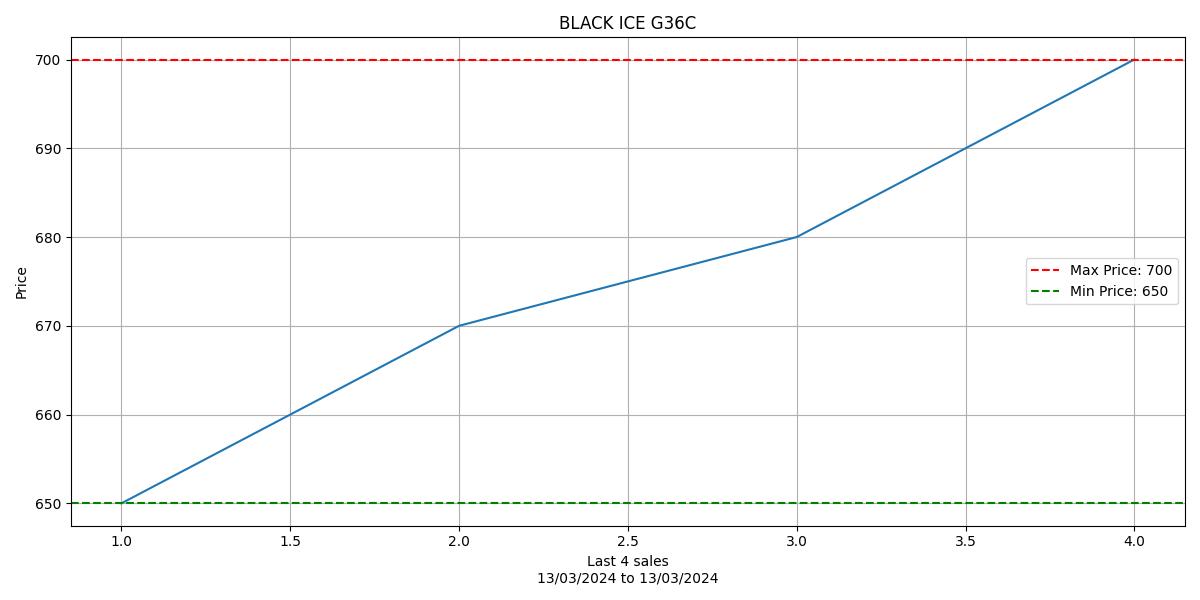 BLACK ICE G36C
700
690
680
670
660
650
Price
Max Price: 700
Min Price: 650
1.0 1.5 2.0 2.5 3.0 3.5 4.0
Last 4 sales
13/03/2024 to 13/03/2024